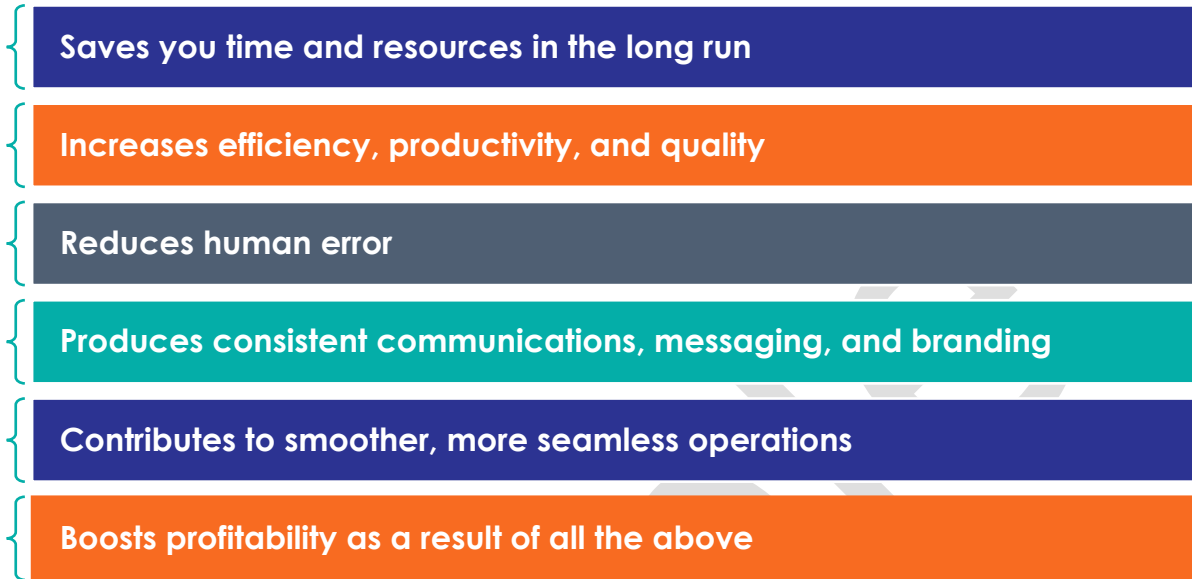 Saves you time and resources in the long run
Increases efficiency, productivity, and quality
Reduces human error
Produces consistent communications, messaging, and branding
Contributes to smoother, more seamless operations
Boosts profitability as a result of all the above